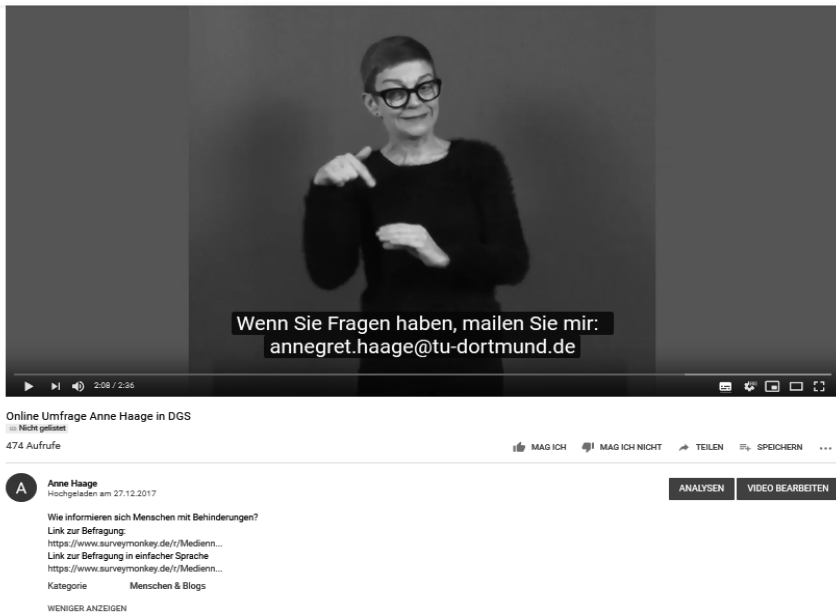 Wenn Sie Fragen haben, mailen Sie mir:
annegret.haage@tu-dortmund.de
2:08 / 2:36
Online Umfrage Anne Haage in DGS
Nicht gelistet
474 Aufrufe
MAG ICH MAG ICH NICHT TEILEN SPEICHERN ...
A
Anne Haage
Hochgeladen am 27.12.2017
ANALYSEN VIDEO BEARBEITEN
Wie informieren sich Menschen mit Behinderungen?
Link zur Befragung:
https://www.surveymonkey.de/r/Medienn...
Link zur Befragung in einfacher Sprache
https://www.surveymonkey.de/r/Medienn...
Kategorie Menschen & Blogs
WENIGER ANZEIGEN